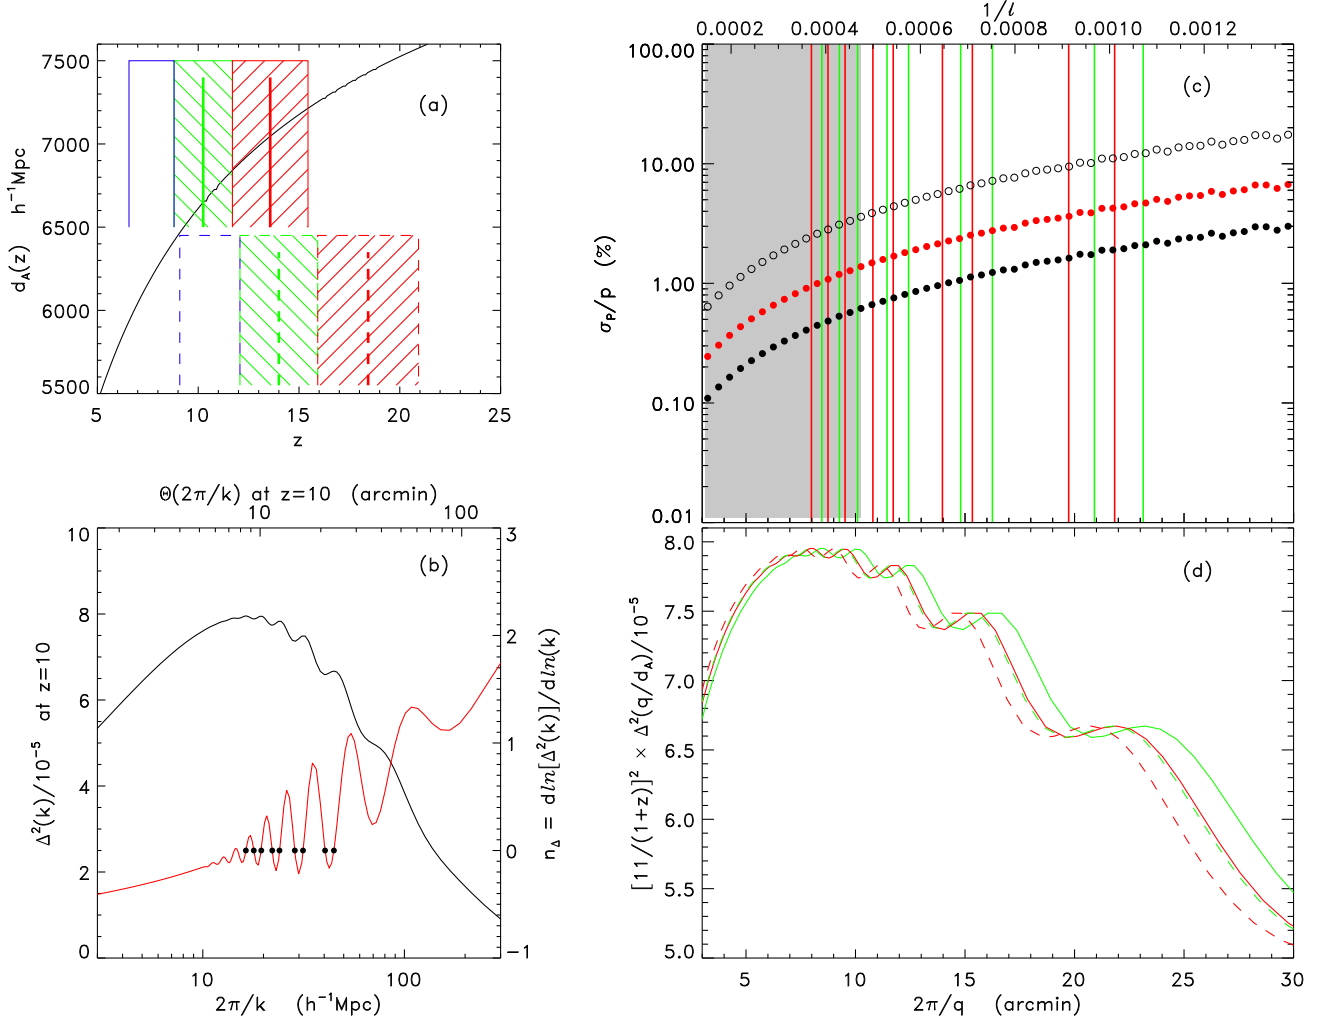 7500
7000
6500
6000
5500
d_A(z) h⁻¹Mpc
(a)
5 10 15 20 25
z
1/l
0.0002 0.0004 0.0006 0.0008 0.0010 0.0012
100.00
10.00
1.00
0.10
0.01
σ_P/p (%)
(c)
Θ(2π/k) at z=10 (arcmin)
10 100
10
8
6
4
2
0
Δ²(k)/10⁻⁵ at z=10
(b)
3
2
1
0
−1
n_Δ = dln[Δ²(k)]/dln(k)
10 100
2π/k (h⁻¹Mpc)
8.0
7.5
7.0
6.5
6.0
5.5
5.0
[11/(1+z)]² × Δ²(q/d_A)/10⁻⁵
(d)
5 10 15 20 25 30
2π/q (arcmin)